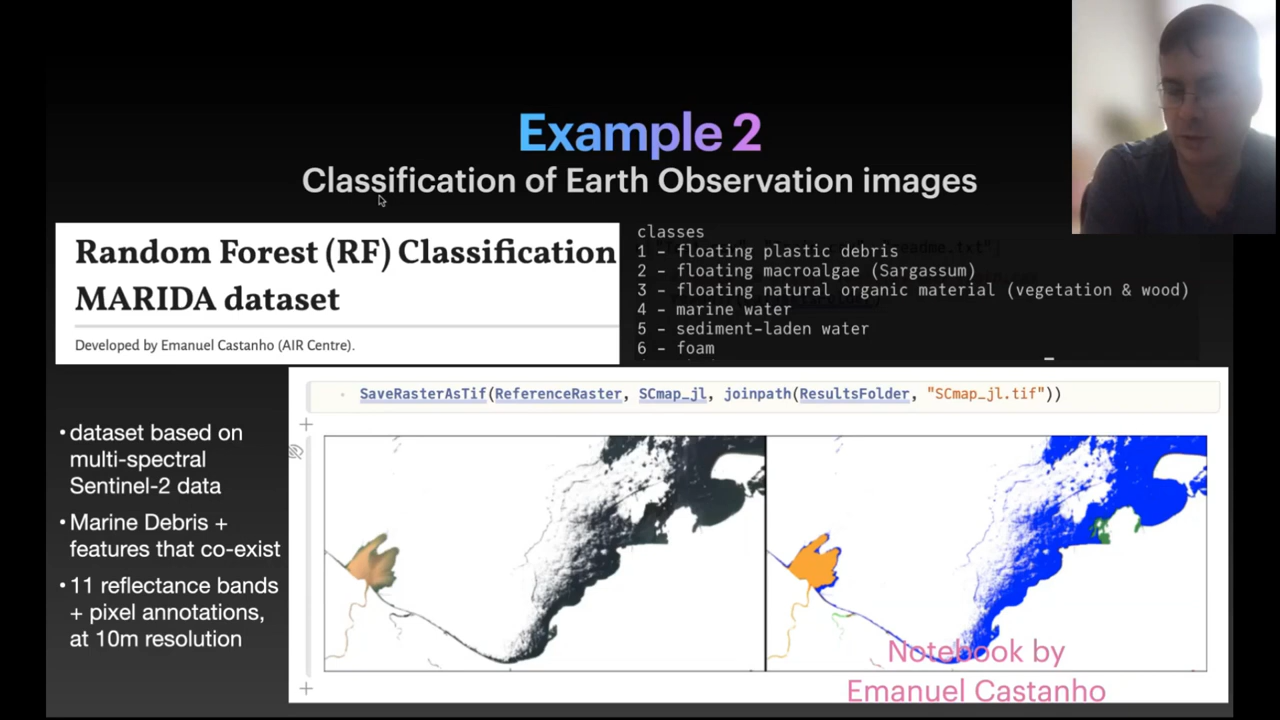 Example 2
Classification of Earth Observation images
Random Forest (RF) Classification
MARIDA dataset
Developed by Emanuel Castanho (AIR Centre).
classes
1 - floating plastic debris
2 - floating macroalgae (Sargassum)
3 - floating natural organic material (vegetation & wood)
4 - marine water
5 - sediment-laden water
6 - foam
• dataset based on
multi-spectral
Sentinel-2 data
• Marine Debris +
features that co-exist
• 11 reflectance bands
+ pixel annotations,
at 10m resolution
SaveRasterAsTif(ReferenceRaster, SCmap_jl, joinpath(ResultsFolder, "SCmap_jl.tif"))
Notebook by
Emanuel Castanho